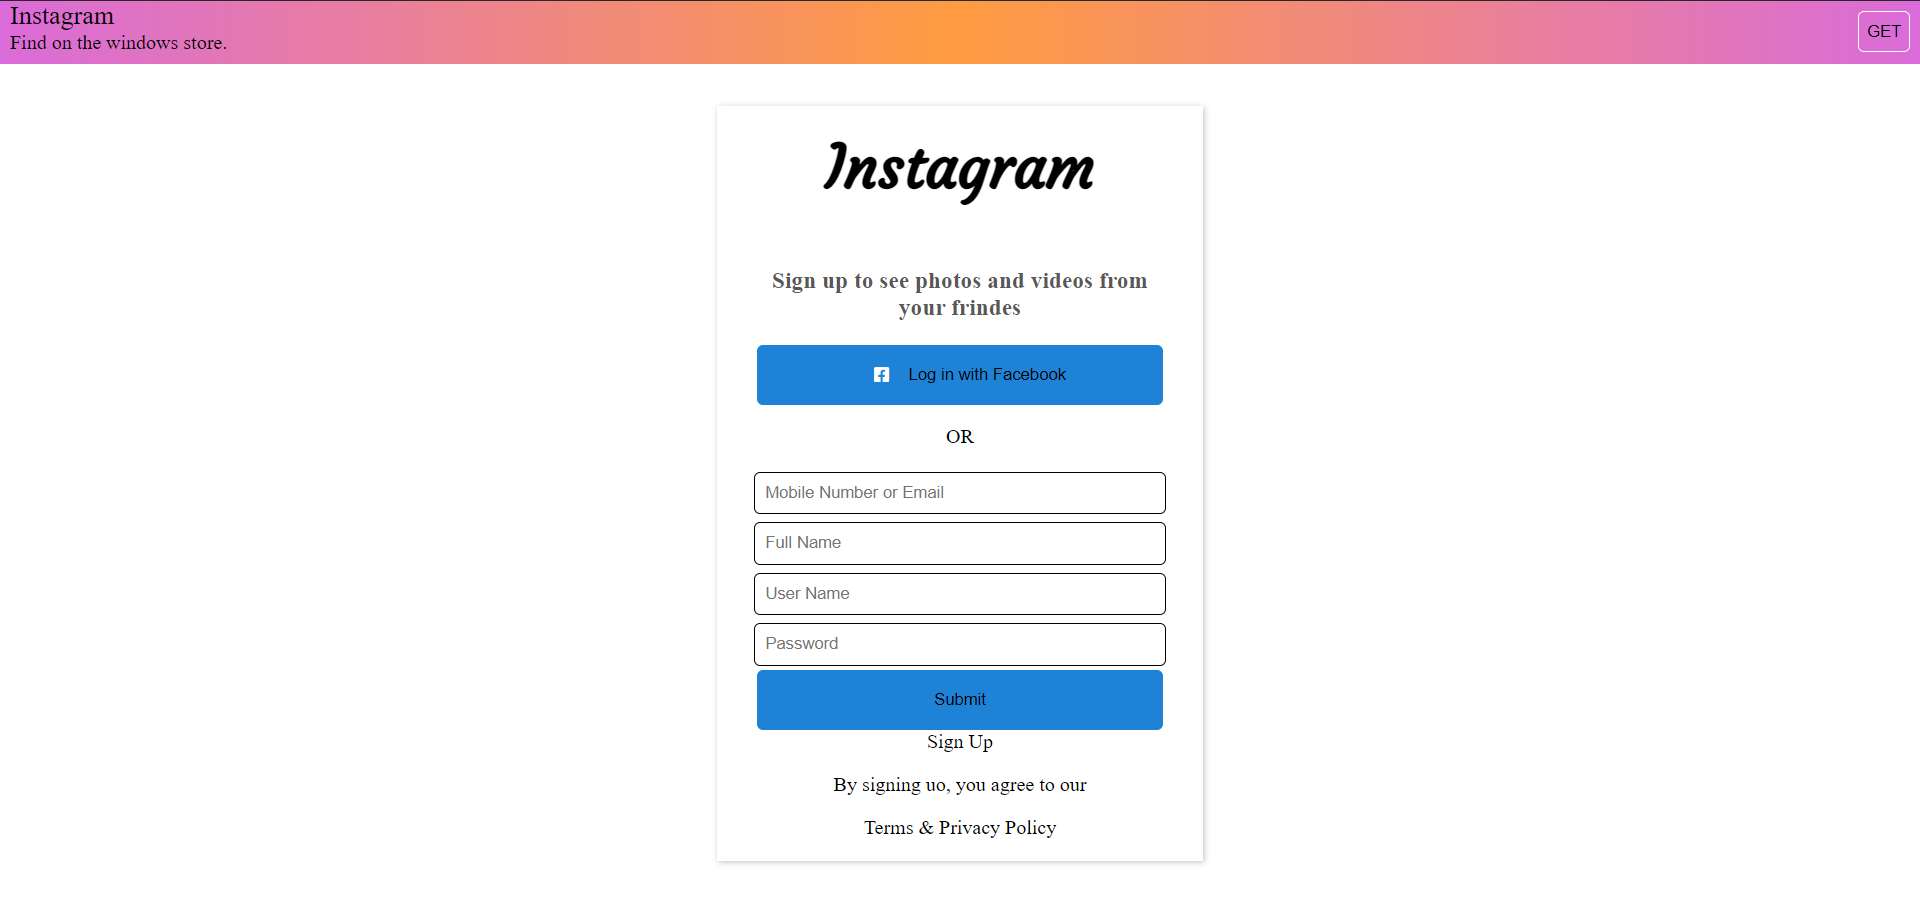 Instagram
Find on the windows store.
GET
Instagram
Sign up to see photos and videos from
your frindes
Log in with Facebook
OR
Mobile Number or Email
Full Name
User Name
Password
Submit
Sign Up
By signing uo, you agree to our
Terms & Privacy Policy